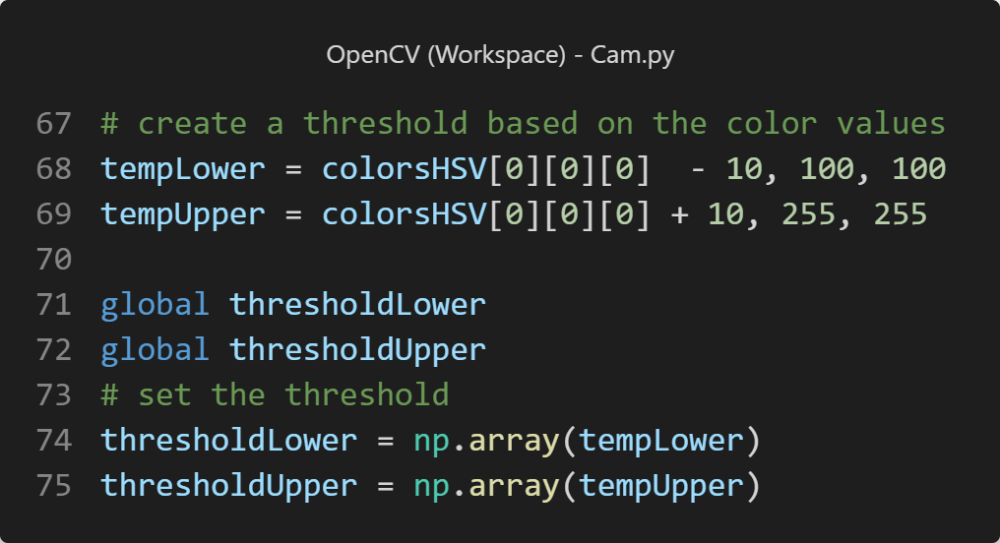 OpenCV (Workspace) - Cam.py
67 # create a threshold based on the color values
68 tempLower = colorsHSV[0][0][0]  - 10, 100, 100
69 tempUpper = colorsHSV[0][0][0] + 10, 255, 255
70
71 global thresholdLower
72 global thresholdUpper
73 # set the threshold
74 thresholdLower = np.array(tempLower)
75 thresholdUpper = np.array(tempUpper)